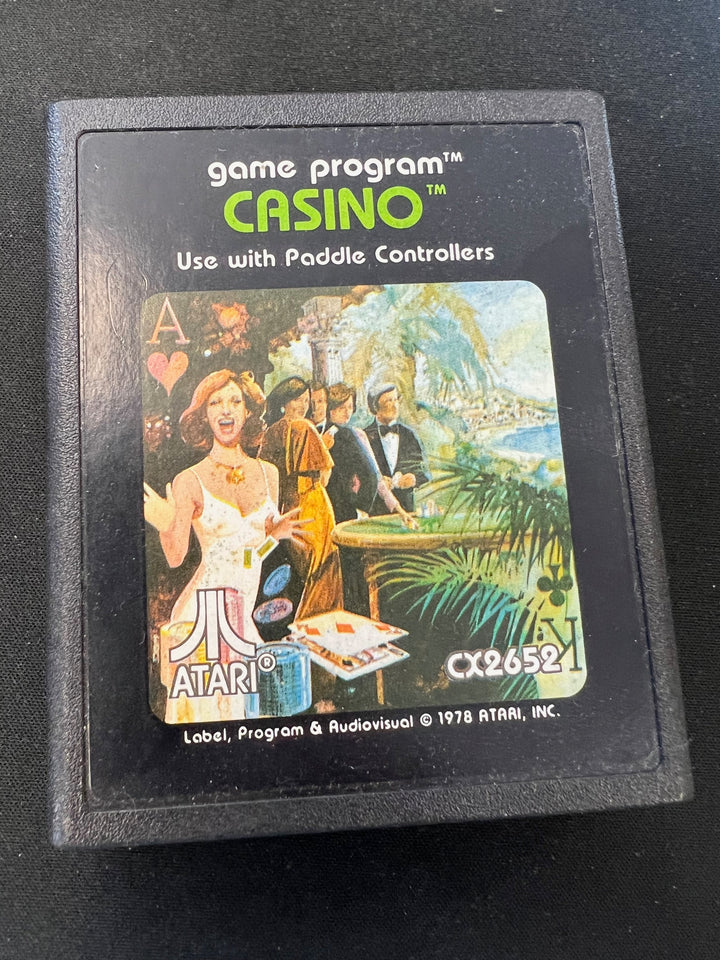 game program™
CASINO™
Use with Paddle Controllers
A
ATARI®
CX2652
K
Label, Program & Audiovisual © 1978 ATARI, INC.